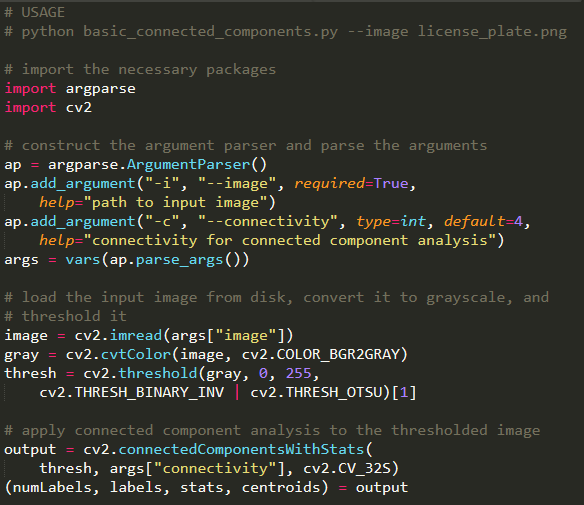 # USAGE
# python basic_connected_components.py --image license_plate.png
# import the necessary packages
import argparse
import cv2
# construct the argument parser and parse the arguments
ap = argparse.ArgumentParser()
ap.add_argument("-i", "--image", required=True,
    help="path to input image")
ap.add_argument("-c", "--connectivity", type=int, default=4,
    help="connectivity for connected component analysis")
args = vars(ap.parse_args())
# load the input image from disk, convert it to grayscale, and
# threshold it
image = cv2.imread(args["image"])
gray = cv2.cvtColor(image, cv2.COLOR_BGR2GRAY)
thresh = cv2.threshold(gray, 0, 255,
    cv2.THRESH_BINARY_INV | cv2.THRESH_OTSU)[1]
# apply connected component analysis to the thresholded image
output = cv2.connectedComponentsWithStats(
    thresh, args["connectivity"], cv2.CV_32S)
(numLabels, labels, stats, centroids) = output